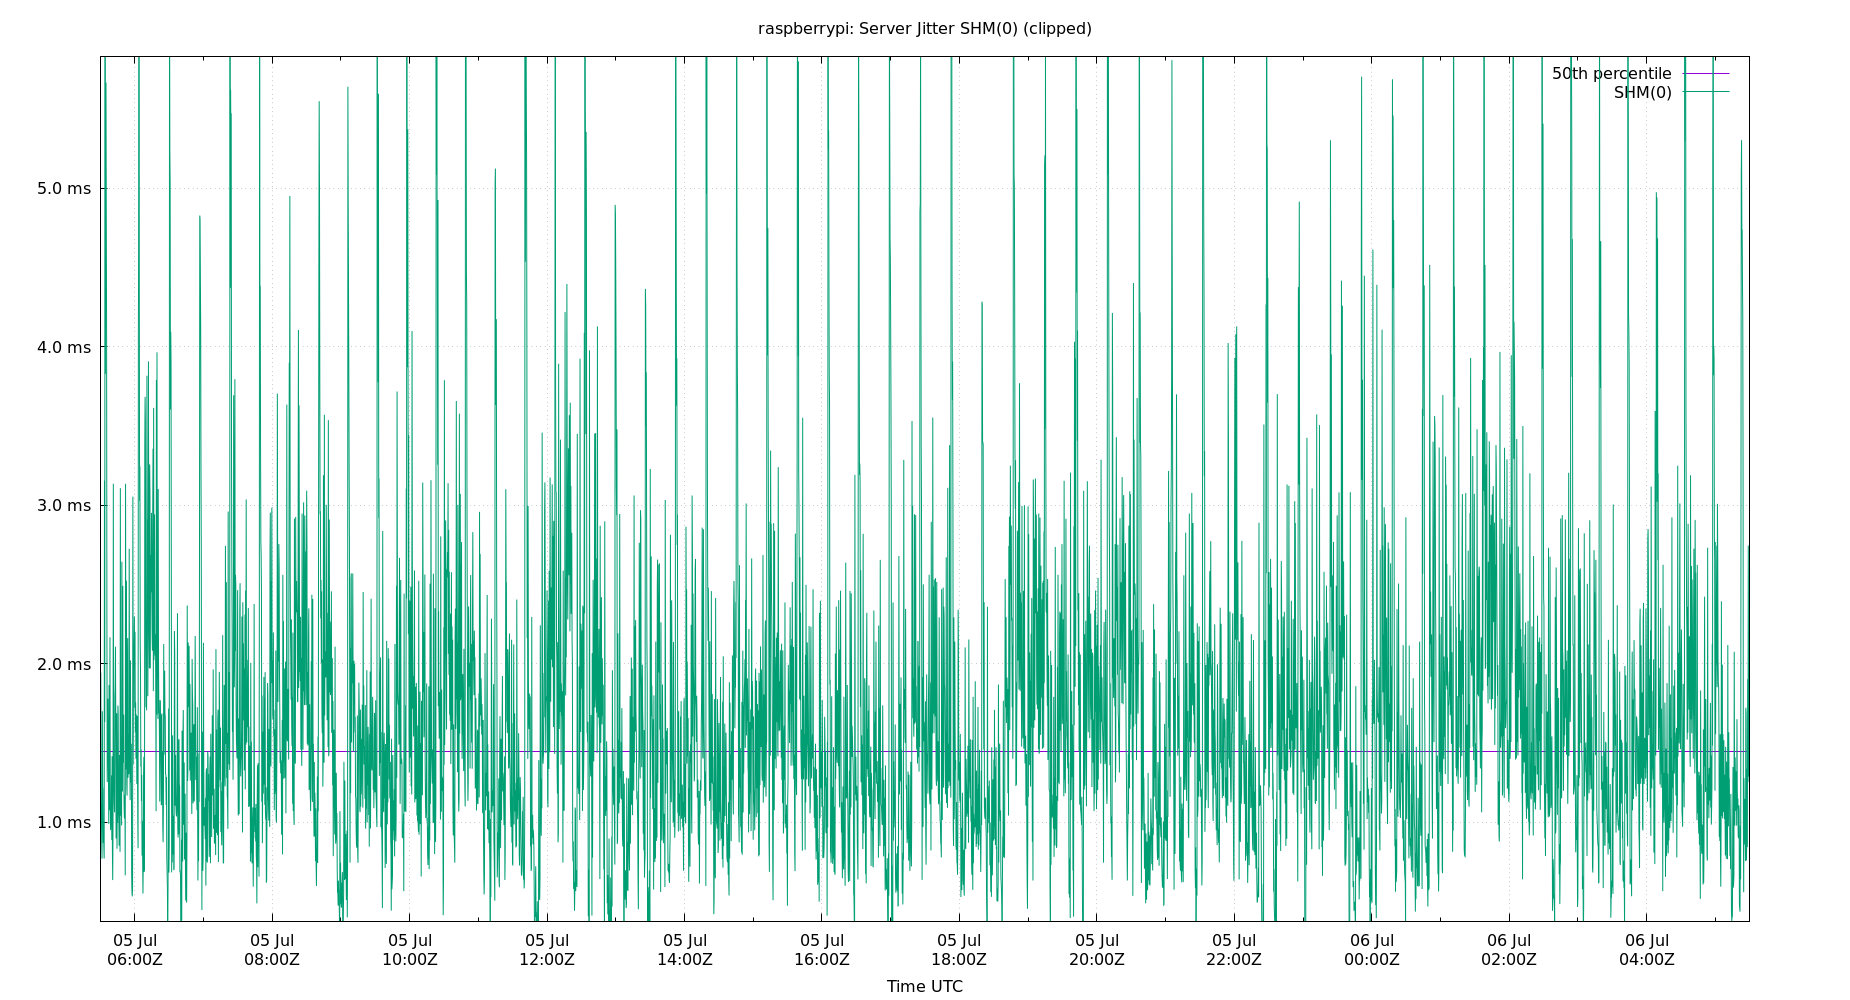 raspberrypi: Server Jitter SHM(0) (clipped)
50th percentile
SHM(0)
5.0 ms
4.0 ms
3.0 ms
2.0 ms
1.0 ms
05 Jul 05 Jul 05 Jul 05 Jul 05 Jul 05 Jul 05 Jul 05 Jul 05 Jul 06 Jul 06 Jul 06 Jul
06:00Z 08:00Z 10:00Z 12:00Z 14:00Z 16:00Z 18:00Z 20:00Z 22:00Z 00:00Z 02:00Z 04:00Z
Time UTC